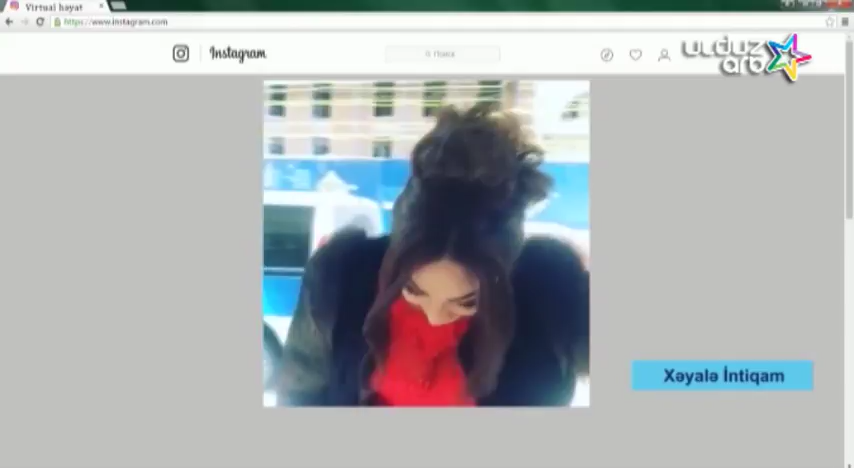 Virtual həyat
https://www.instagram.com
Instagram
ULDUZ
arb
Xəyalə İntiqam